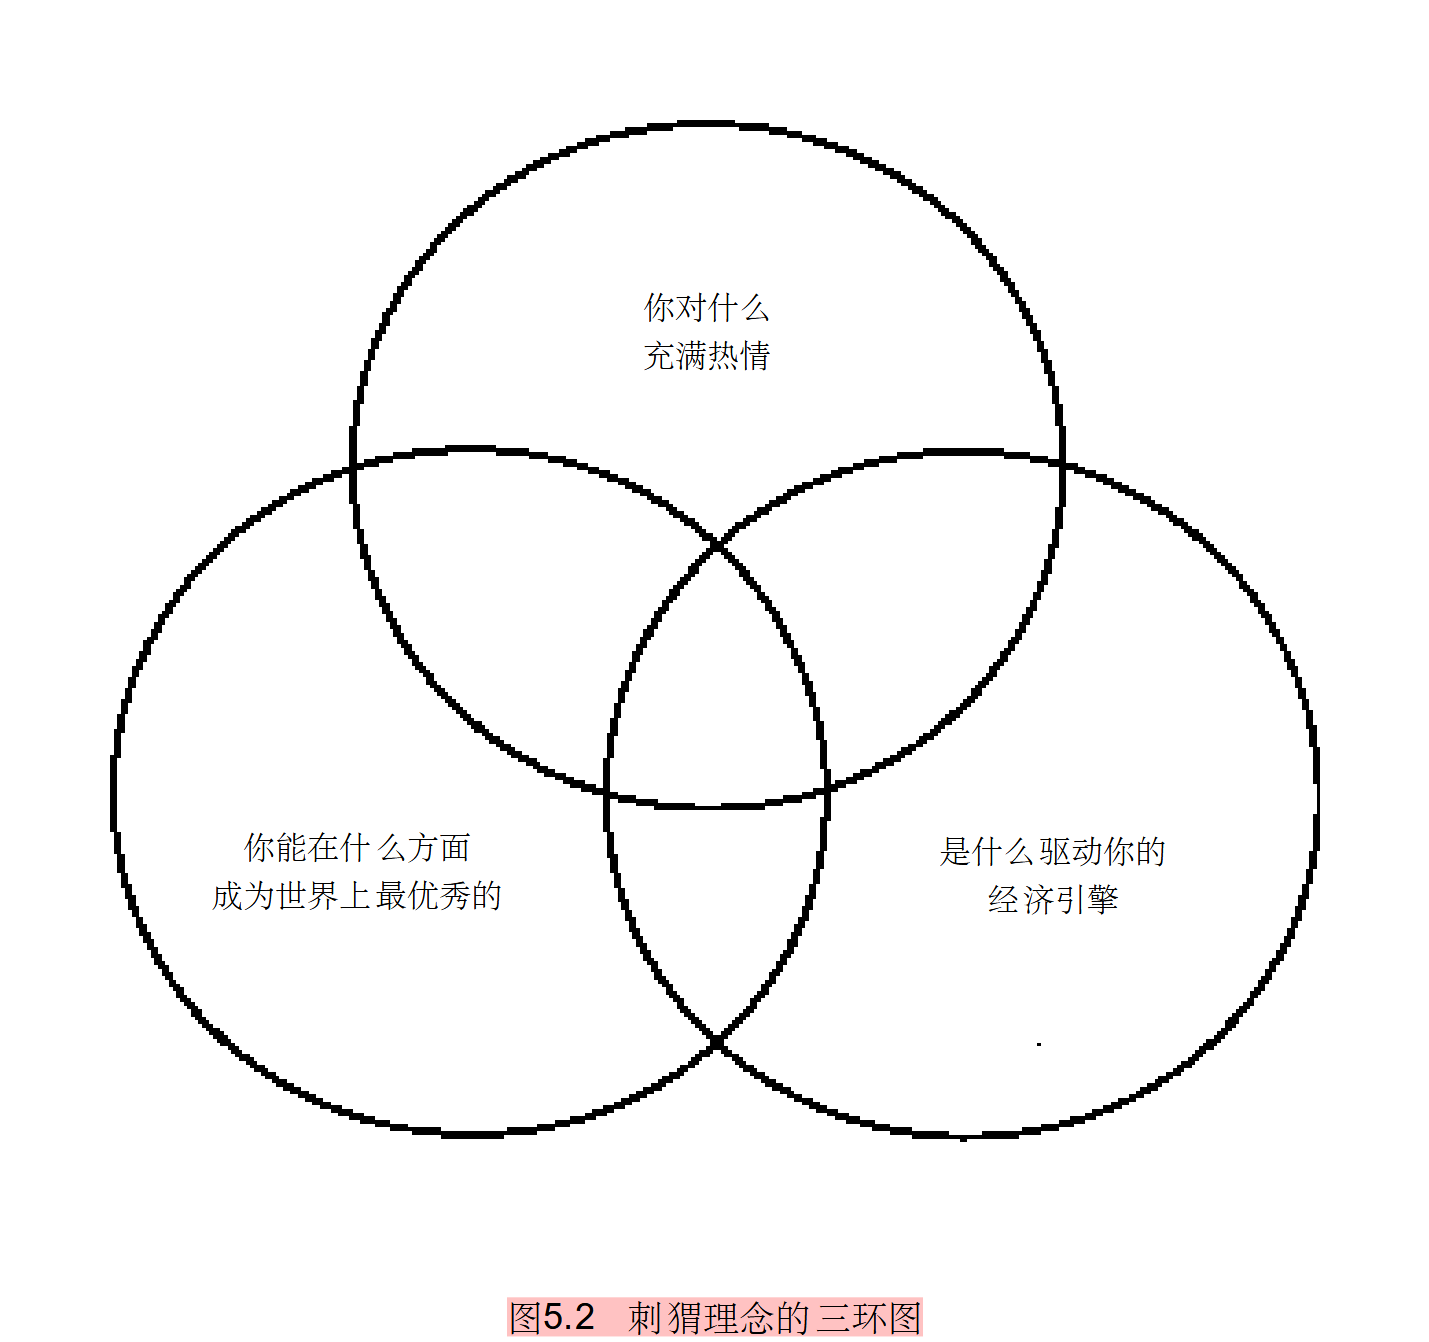 你对什么
充满热情
你能在什么方面
成为世界上最优秀的
是什么驱动你的
经济引擎
图5.2 刺猬理念的三环图